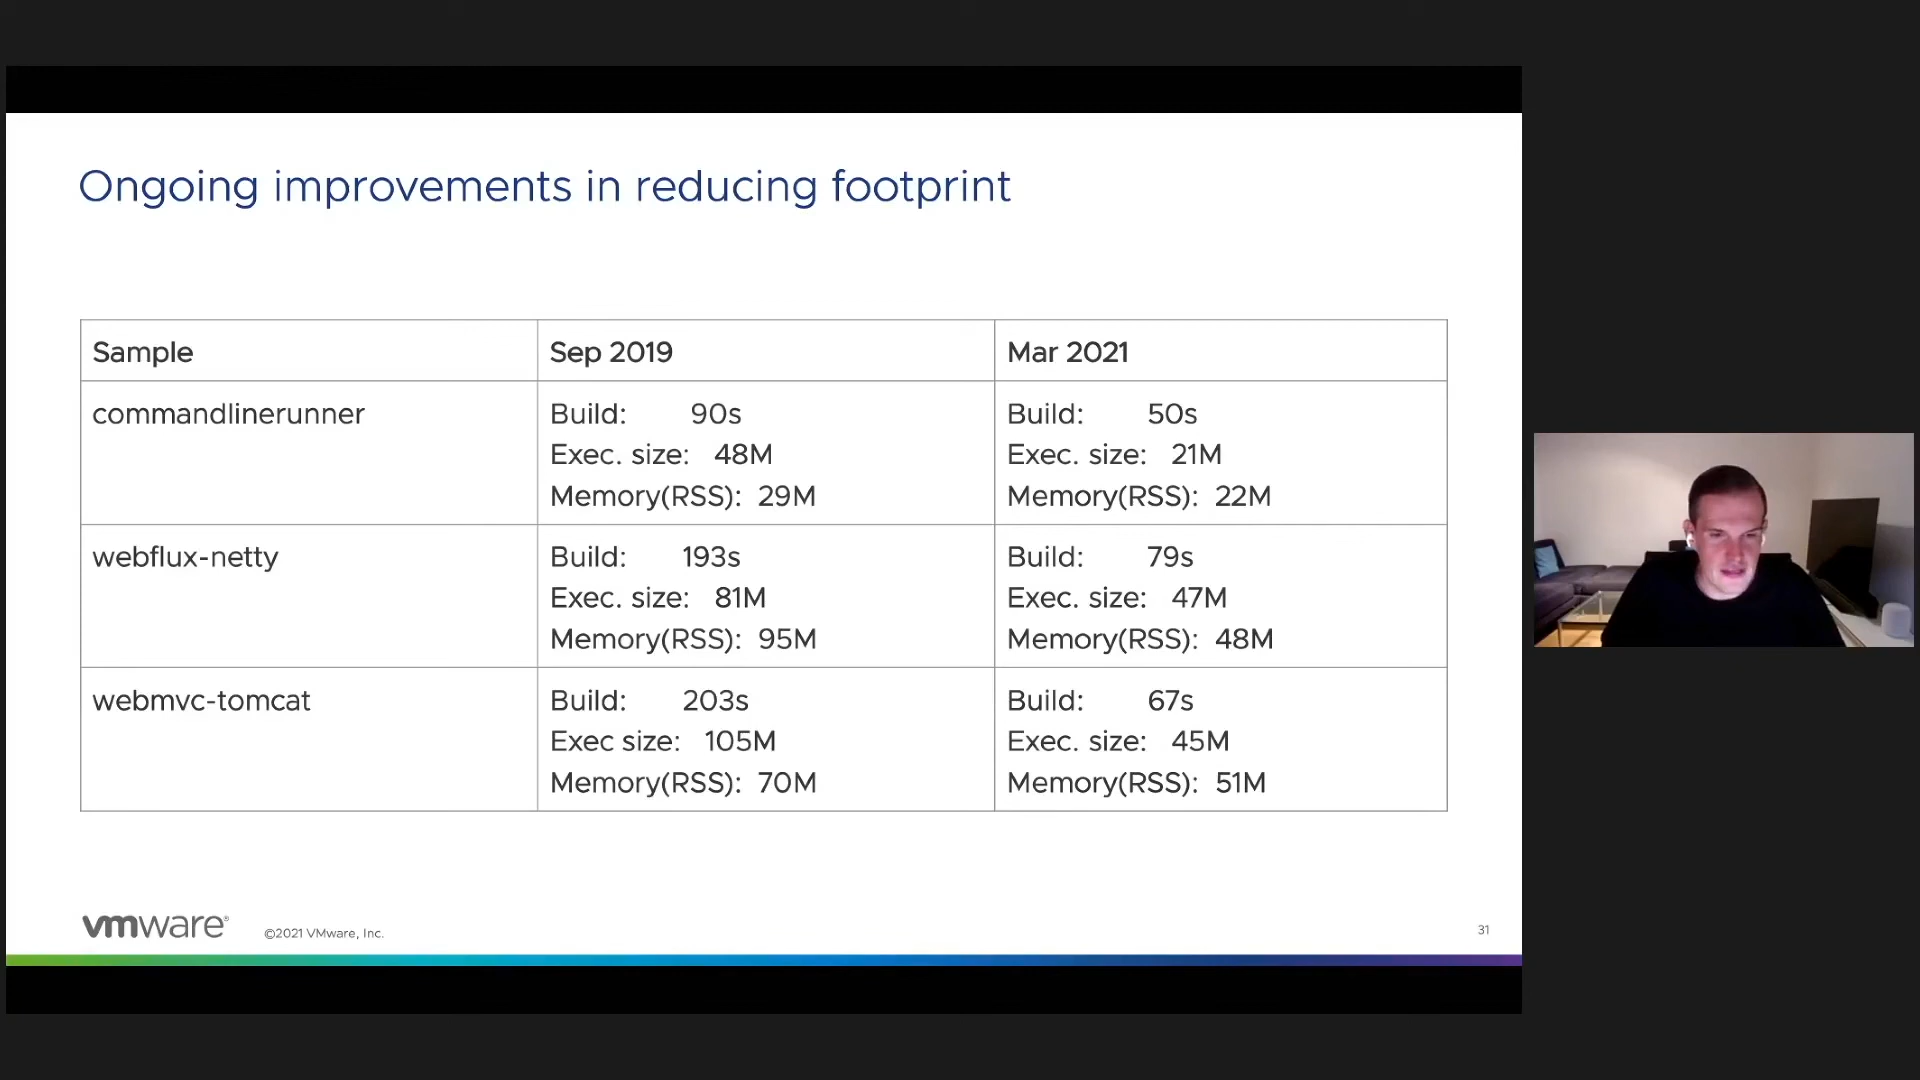 Ongoing improvements in reducing footprint
Sample Sep 2019 Mar 2021
commandlinerunner Build: 90s Build: 50s
Exec. size: 48M Exec. size: 21M
Memory(RSS): 29M Memory(RSS): 22M
webflux-netty Build: 193s Build: 79s
Exec. size: 81M Exec. size: 47M
Memory(RSS): 95M Memory(RSS): 48M
webmvc-tomcat Build: 203s Build: 67s
Exec size: 105M Exec. size: 45M
Memory(RSS): 70M Memory(RSS): 51M
vmware® ©2021 VMware, Inc. 31